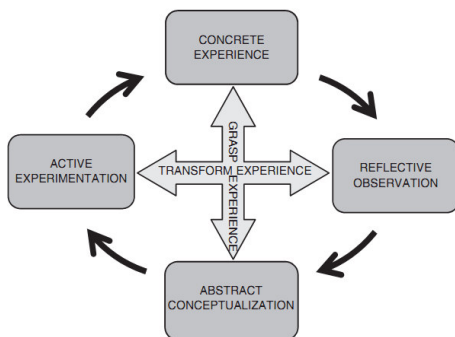 CONCRETE
EXPERIENCE
ACTIVE
EXPERIMENTATION
TRANSFORM EXPERIENCE
GRASP EXPERIENCE
REFLECTIVE
OBSERVATION
ABSTRACT
CONCEPTUALIZATION